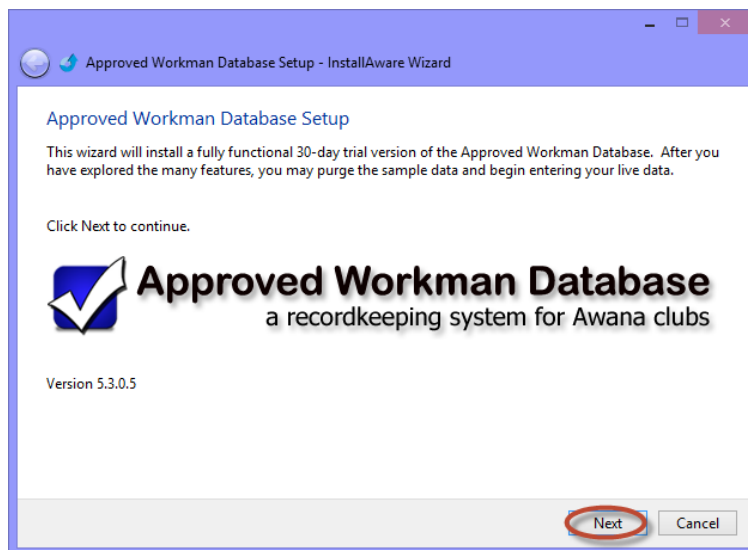 Approved Workman Database Setup - InstallAware Wizard
Approved Workman Database Setup
This wizard will install a fully functional 30-day trial version of the Approved Workman Database. After you
have explored the many features, you may purge the sample data and begin entering your live data.
Click Next to continue.
Approved Workman Database
a recordkeeping system for Awana clubs
Version 5.3.0.5
Next
Cancel